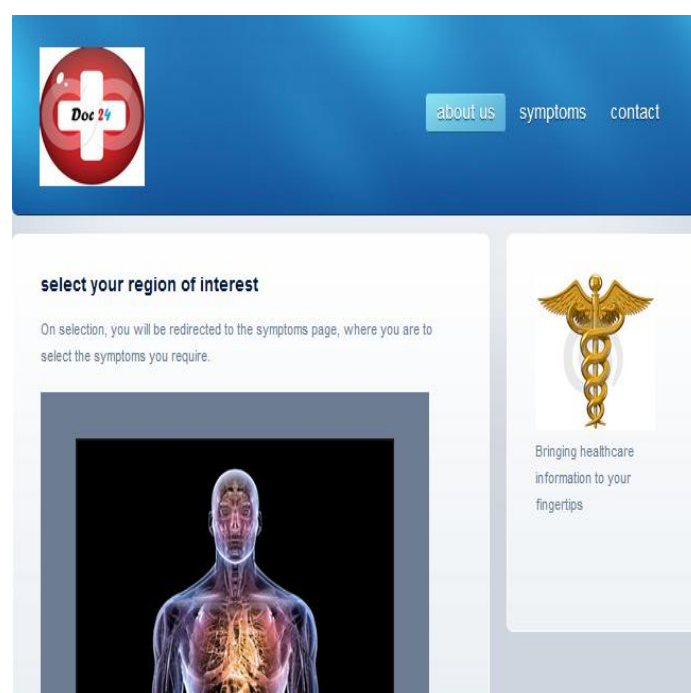 Doc 24
about us symptoms contact
select your region of interest
On selection, you will be redirected to the symptoms page, where you are to
select the symptoms you require.
Bringing healthcare
information to your
fingertips